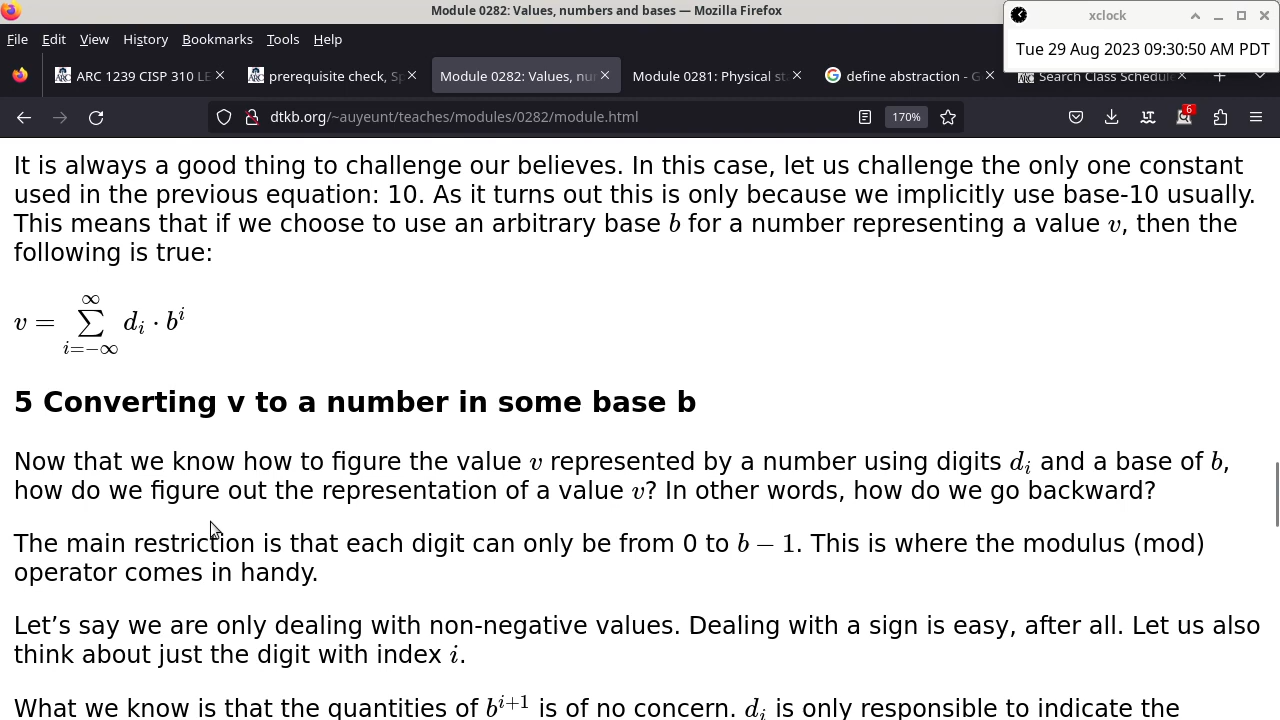 Module 0282: Values, numbers and bases — Mozilla Firefox
xclock
File Edit View History Bookmarks Tools Help
Tue 29 Aug 2023 09:30:50 AM PDT
ARC 1239 CISP 310 LE
prerequisite check, Sp
Module 0282: Values, nu
Module 0281: Physical st
define abstraction - G
Search Class Schedule
dtkb.org/~auyeunt/teaches/modules/0282/module.html
170%
6
It is always a good thing to challenge our believes. In this case, let us challenge the only one constant
used in the previous equation: 10. As it turns out this is only because we implicitly use base-10 usually.
This means that if we choose to use an arbitrary base b for a number representing a value v, then the
following is true:
v = ∑_{i=−∞}^{∞} d_i · b^i
5 Converting v to a number in some base b
Now that we know how to figure the value v represented by a number using digits d_i and a base of b,
how do we figure out the representation of a value v? In other words, how do we go backward?
The main restriction is that each digit can only be from 0 to b − 1. This is where the modulus (mod)
operator comes in handy.
Let’s say we are only dealing with non-negative values. Dealing with a sign is easy, after all. Let us also
think about just the digit with index i.
What we know is that the quantities of b^{i+1} is of no concern. d_i is only responsible to indicate the